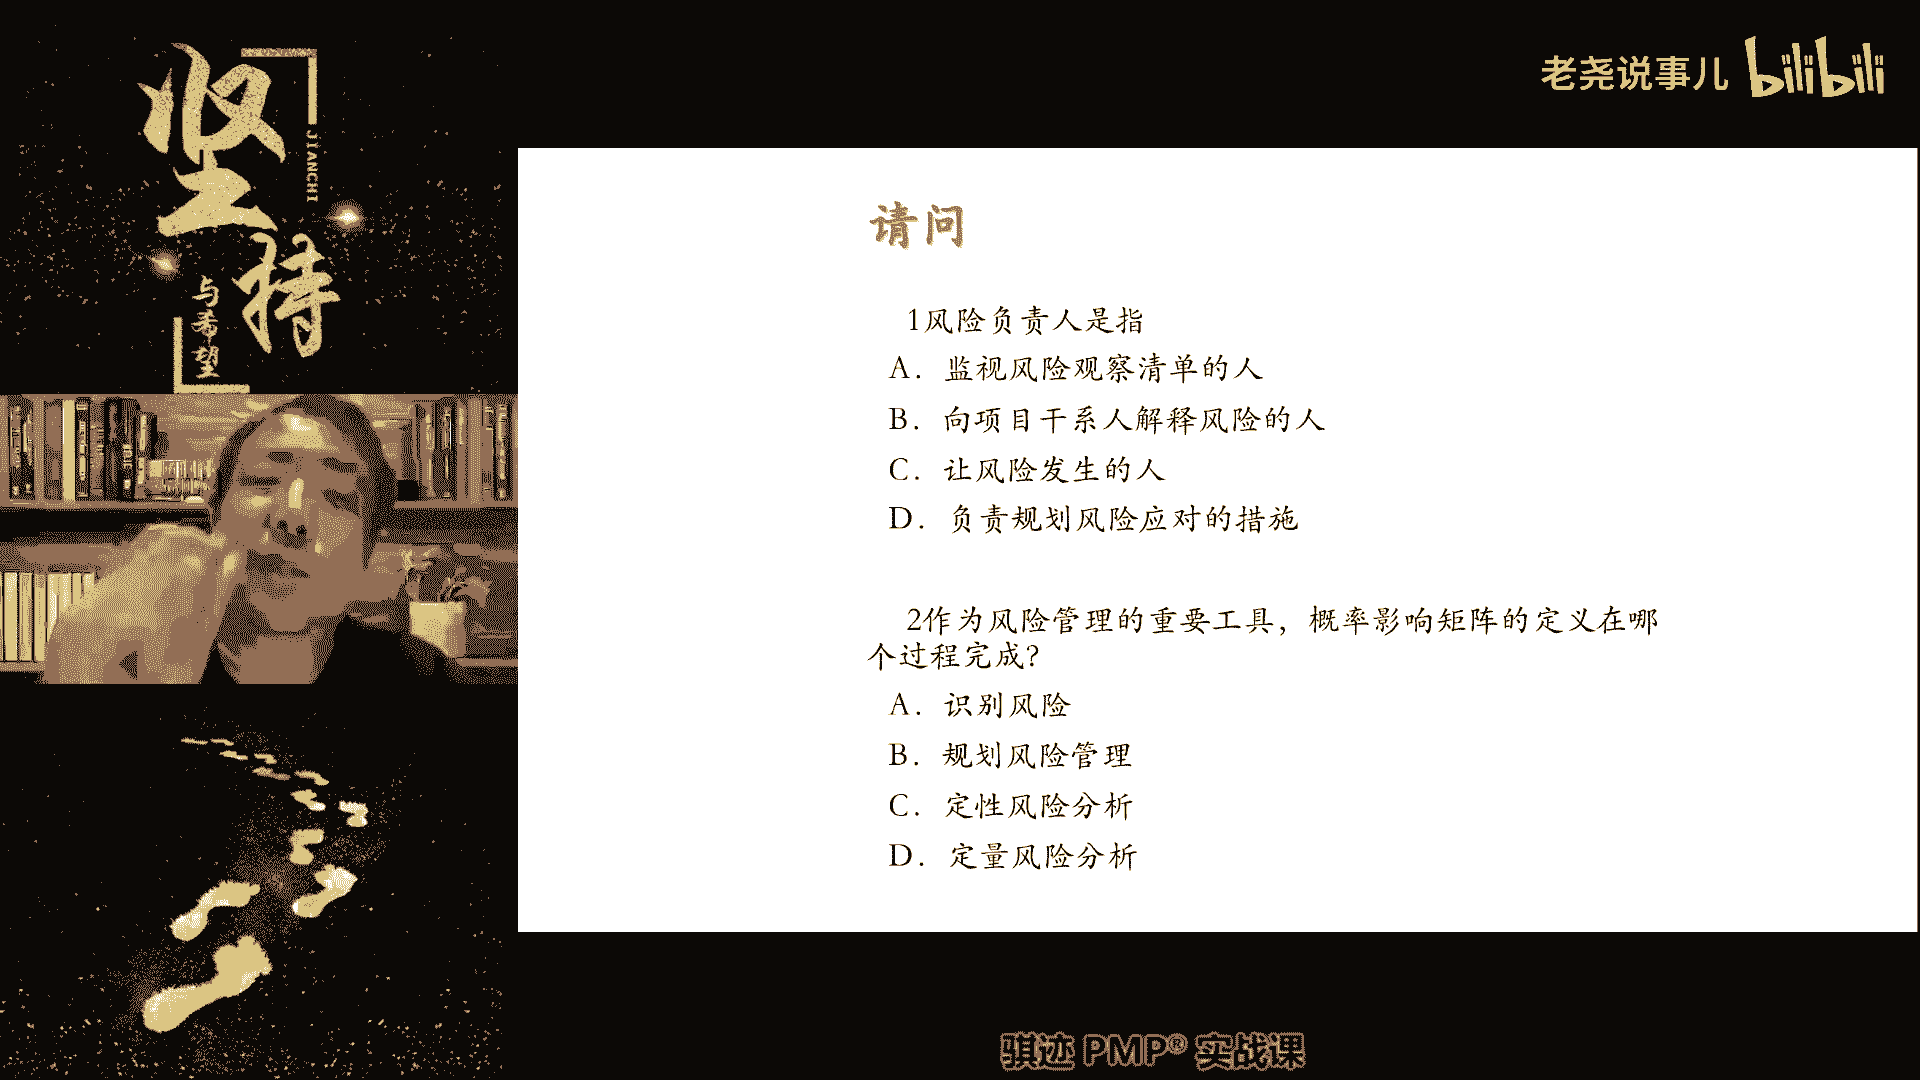 坚持
JIANCHI
与希望
老尧说事儿 bilibili
请问
1风险负责人是指
A. 监视风险观察清单的人
B. 向项目干系人解释风险的人
C. 让风险发生的人
D. 负责规划风险应对的措施
2作为风险管理的重要工具，概率影响矩阵的定义在哪
个过程完成?
A. 识别风险
B. 规划风险管理
C. 定性风险分析
D. 定量风险分析
骐迹 PMP® 实战课